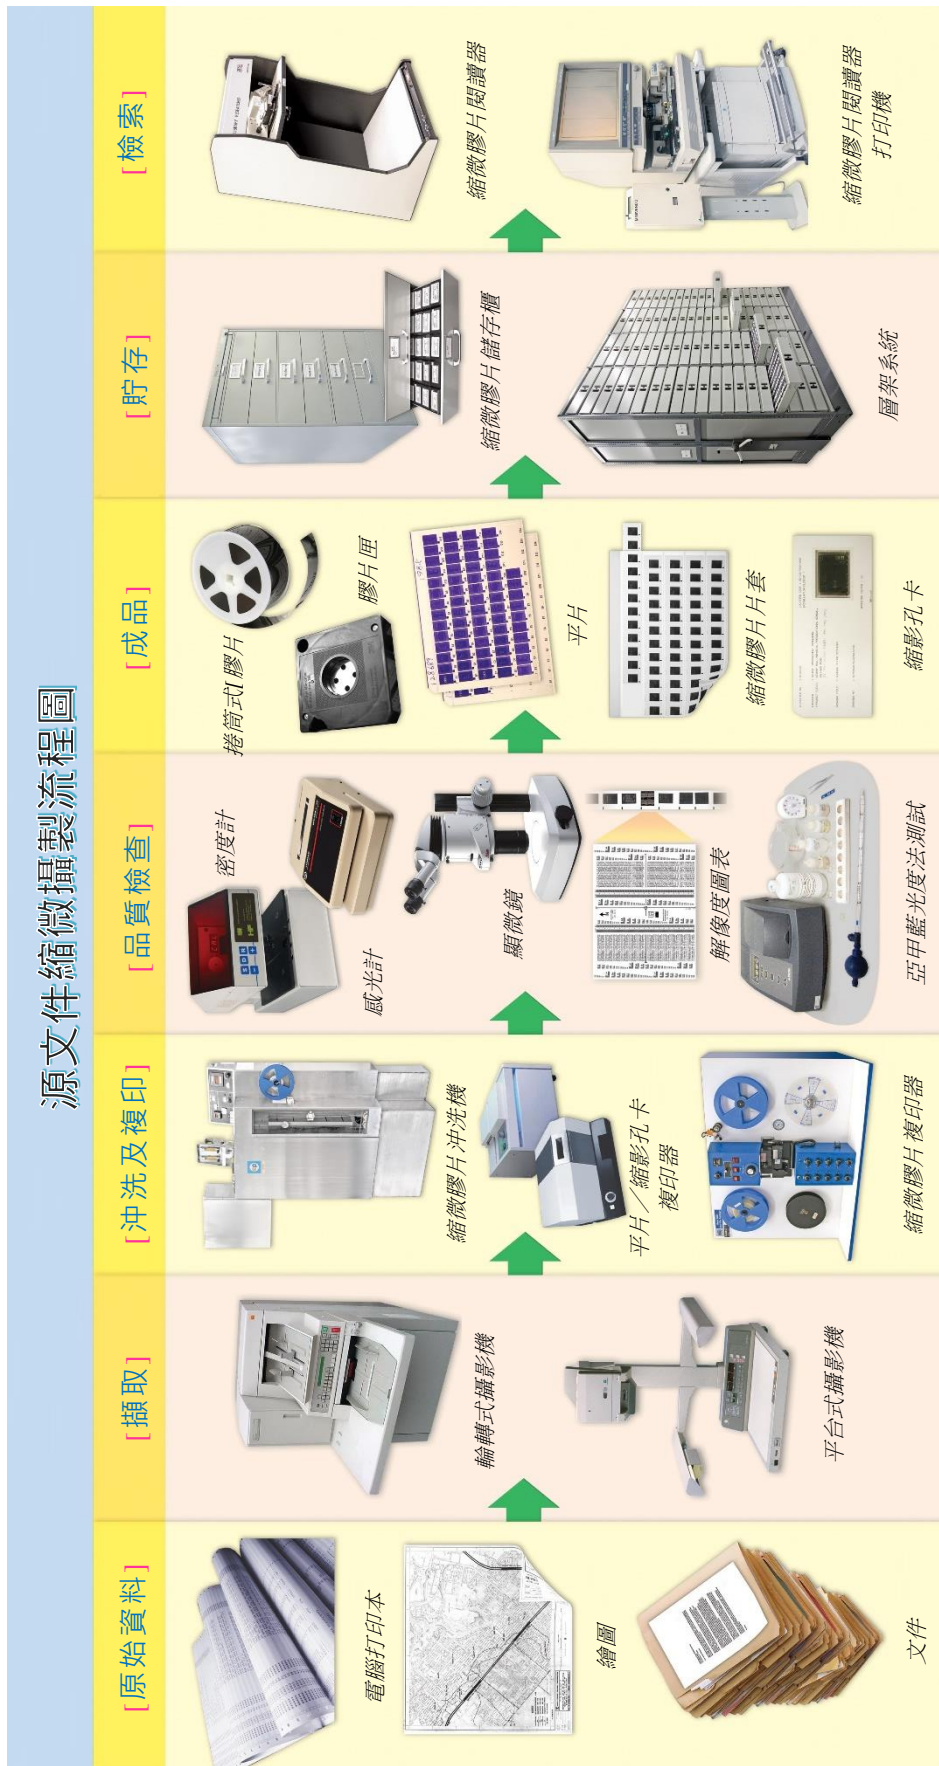 源文件縮微攝製流程圖
[原始資料]
電腦打印本
繪圖
文件
[擷取]
輪轉式攝影機
平台式攝影機
[沖洗及複印]
縮微膠片沖洗機
平片／縮影孔卡
複印器
縮微膠片複印器
[品質檢查]
密度計
感光計
顯微鏡
解像度圖表
亞甲藍光度法測試
[成品]
捲筒式膠片
膠片匣
平片
縮微膠片片套
縮影孔卡
[貯存]
縮微膠片儲存櫃
層架系統
[檢索]
縮微膠片閱讀器
縮微膠片閱讀器
打印機